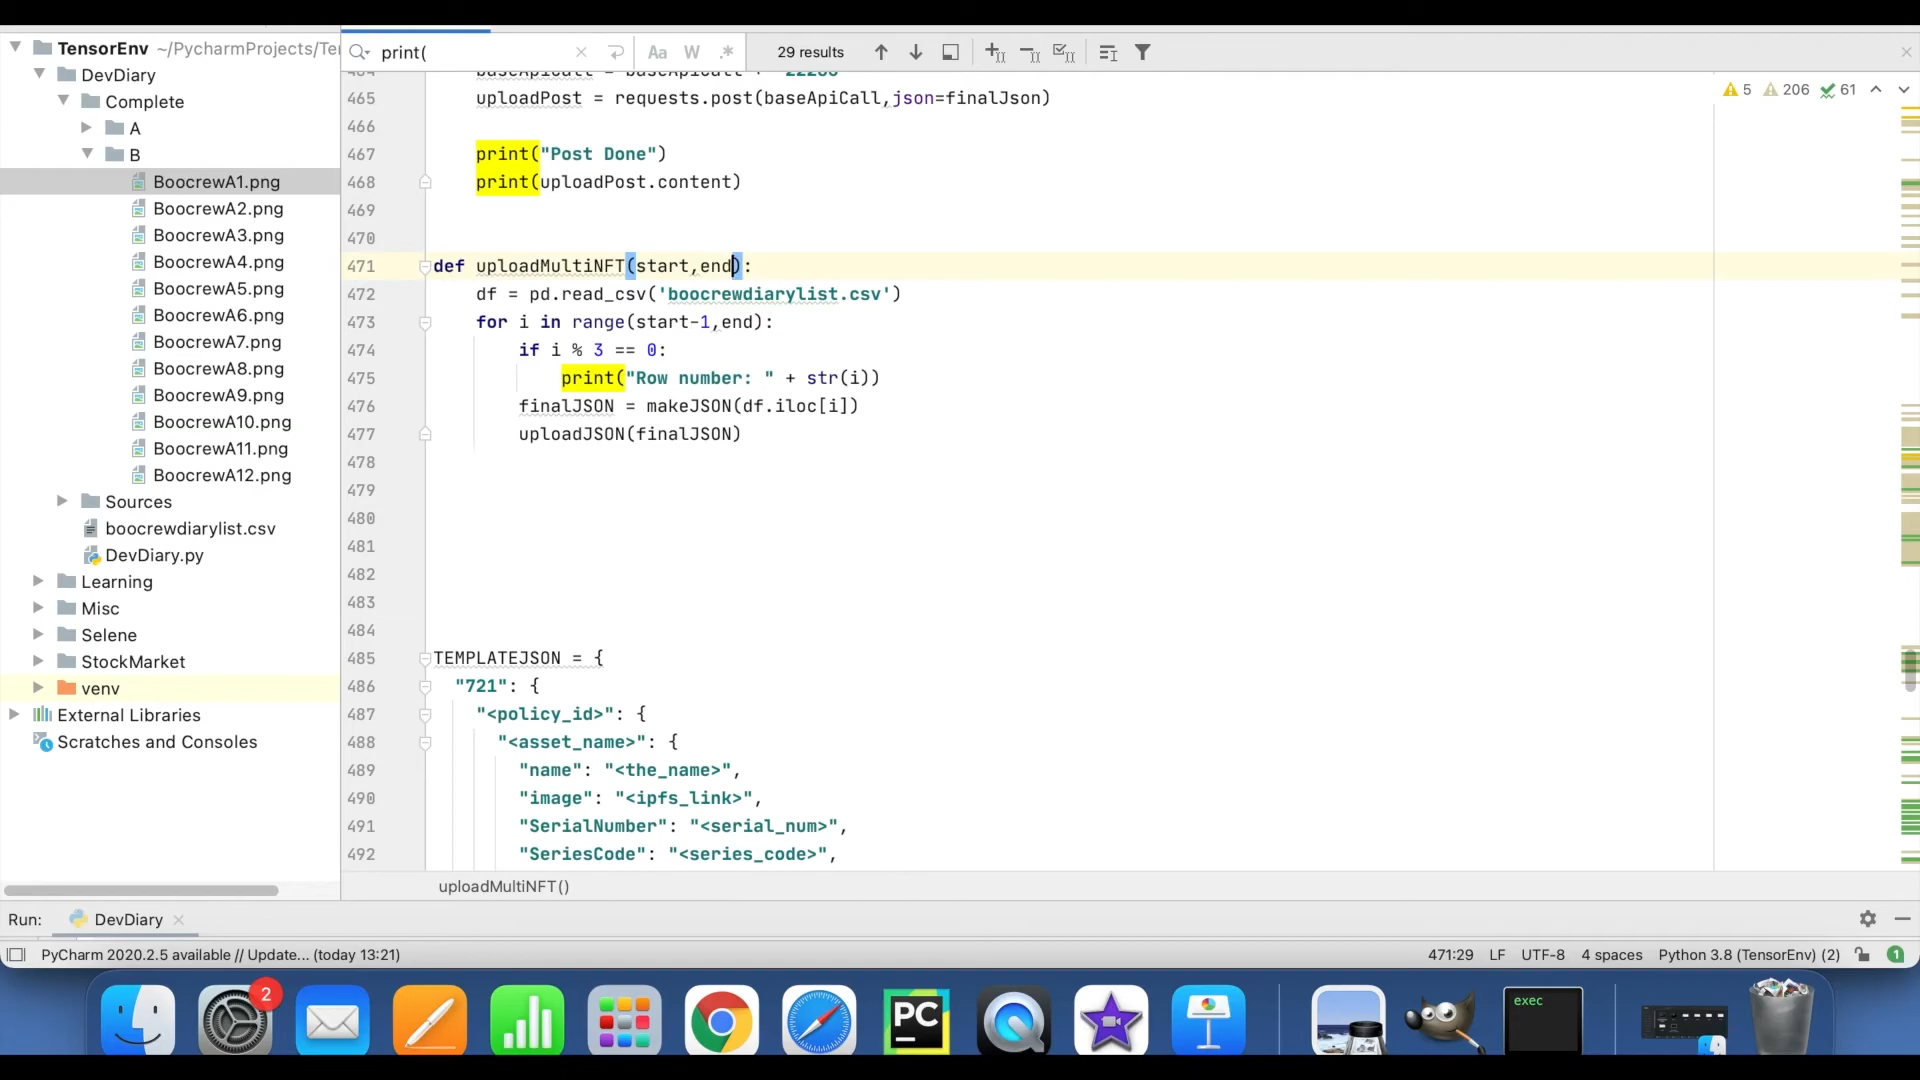 TensorEnv ~/PycharmProjects/Te
DevDiary
Complete
A
B
BoocrewA1.png
BoocrewA2.png
BoocrewA3.png
BoocrewA4.png
BoocrewA5.png
BoocrewA6.png
BoocrewA7.png
BoocrewA8.png
BoocrewA9.png
BoocrewA10.png
BoocrewA11.png
BoocrewA12.png
Sources
boocrewdiarylist.csv
DevDiary.py
Learning
Misc
Selene
StockMarket
venv
External Libraries
Scratches and Consoles
print(
Aa W .*
29 results
5 206 61
465 uploadPost = requests.post(baseApiCall,json=finalJson)
466
467 print("Post Done")
468 print(uploadPost.content)
469
470
471 def uploadMultiNFT(start,end):
472 df = pd.read_csv('boocrewdiarylist.csv')
473 for i in range(start-1,end):
474 if i % 3 == 0:
475 print("Row number: " + str(i))
476 finalJSON = makeJSON(df.iloc[i])
477 uploadJSON(finalJSON)
478
479
480
481
482
483
484
485 TEMPLATEJSON = {
486 "721": {
487 "<policy_id>": {
488 "<asset_name>": {
489 "name": "<the_name>",
490 "image": "<ipfs_link>",
491 "SerialNumber": "<serial_num>",
492 "SeriesCode": "<series_code>",
uploadMultiNFT()
Run: DevDiary
PyCharm 2020.2.5 available // Update... (today 13:21)
471:29 LF UTF-8 4 spaces Python 3.8 (TensorEnv) (2) 1
2
PC
exec